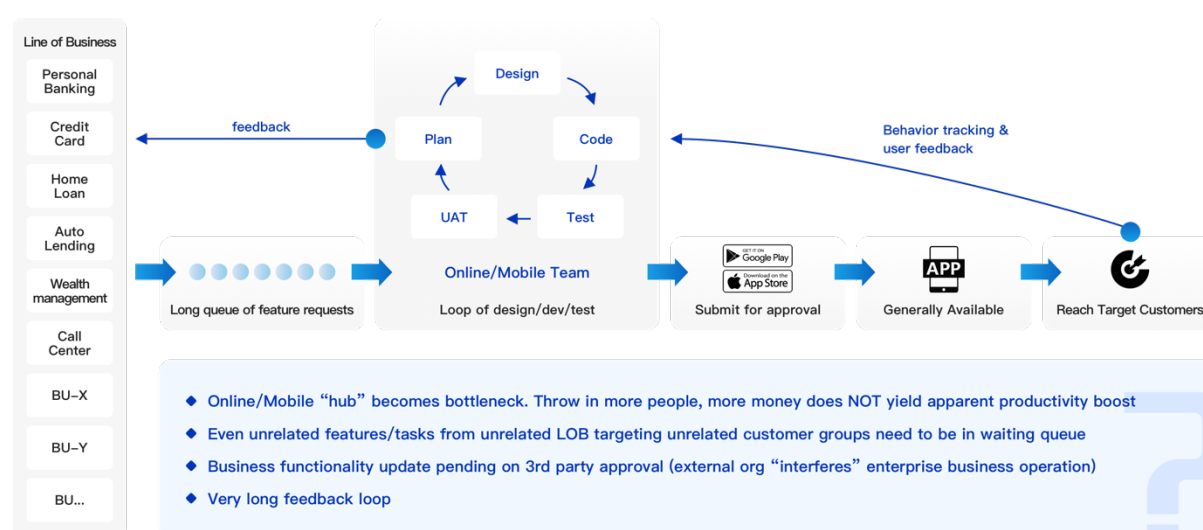 Line of Business
Personal
Banking
Credit
Card
Home
Loan
Auto
Lending
Wealth
management
Call
Center
BU-X
BU-Y
BU...
feedback
Design
Plan
Code
UAT
Test
Online/Mobile Team
Loop of design/dev/test
Long queue of feature requests
Behavior tracking &
user feedback
GET IT ON
Google Play
Download on the
App Store
Submit for approval
APP
Generally Available
Reach Target Customers
Online/Mobile “hub” becomes bottleneck. Throw in more people, more money does NOT yield apparent productivity boost
Even unrelated features/tasks from unrelated LOB targeting unrelated customer groups need to be in waiting queue
Business functionality update pending on 3rd party approval (external org “interferes” enterprise business operation)
Very long feedback loop